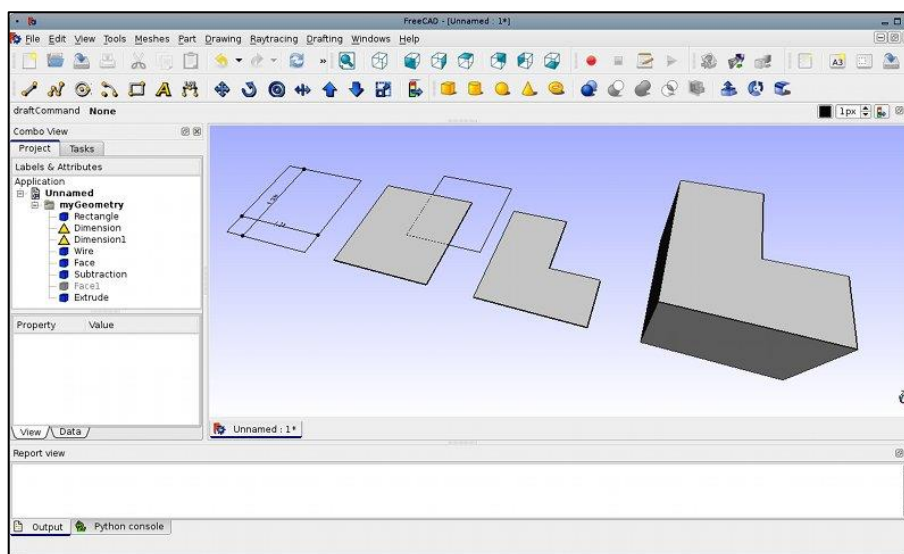 FreeCAD - [Unnamed : 1*]
File Edit View Tools Meshes Part Drawing Raytracing Drafting Windows Help
A3
draftCommand None
1px
Combo View
Project Tasks
Labels & Attributes
Application
Unnamed
myGeometry
Rectangle
Dimension
Dimension1
Wire
Face
Subtraction
Face1
Extrude
Property Value
View Data
Unnamed : 1*
Report view
Output Python console